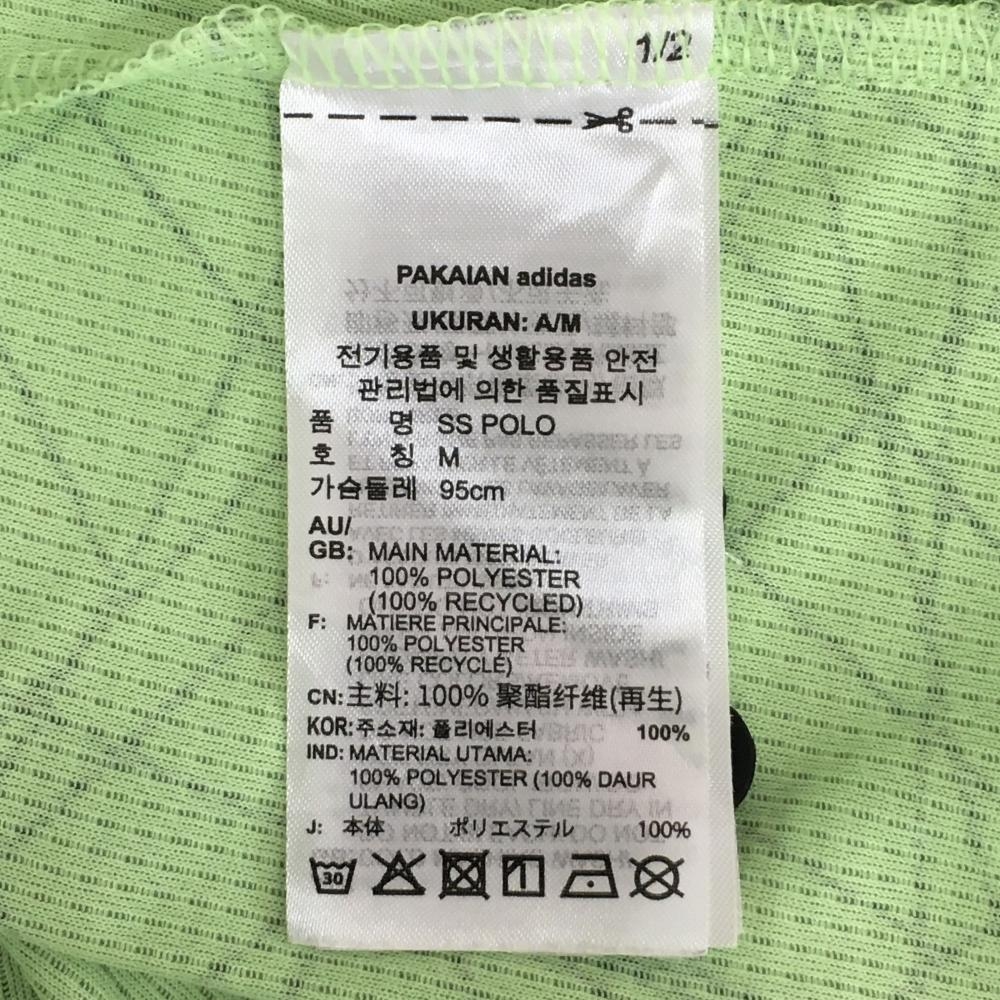 1/2
PAKAIAN adidas
UKURAN: A/M
전기용품 및 생활용품 안전
관리법에 의한 품질표시
품 명 SS POLO
호 칭 M
가슴둘레 95cm
AU/
GB: MAIN MATERIAL:
100% POLYESTER
(100% RECYCLED)
F: MATIERE PRINCIPALE:
100% POLYESTER
(100% RECYCLÉ)
CN: 主料: 100% 聚酯纤维(再生)
KOR: 주소재: 폴리에스터 100%
IND: MATERIAL UTAMA:
100% POLYESTER (100% DAUR
ULANG)
J: 本体 ポリエステル 100%
30